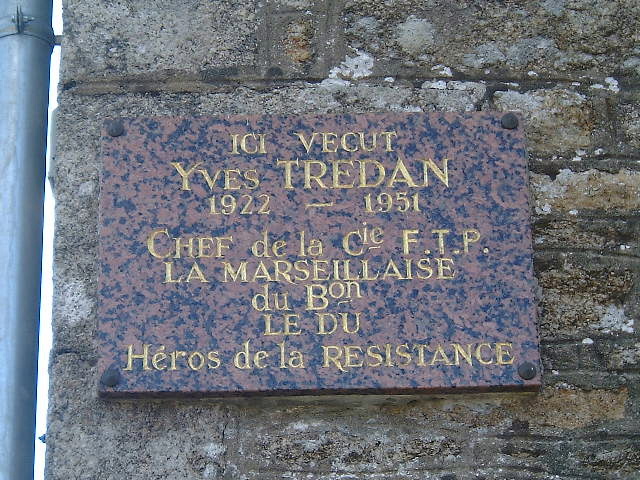 ICI VECUT
YVES TREDAN
1922 — 1951
CHEF de la Cie F.T.P.
LA MARSEILLAISE
du Bon
LE DU
Héros de la RESISTANCE